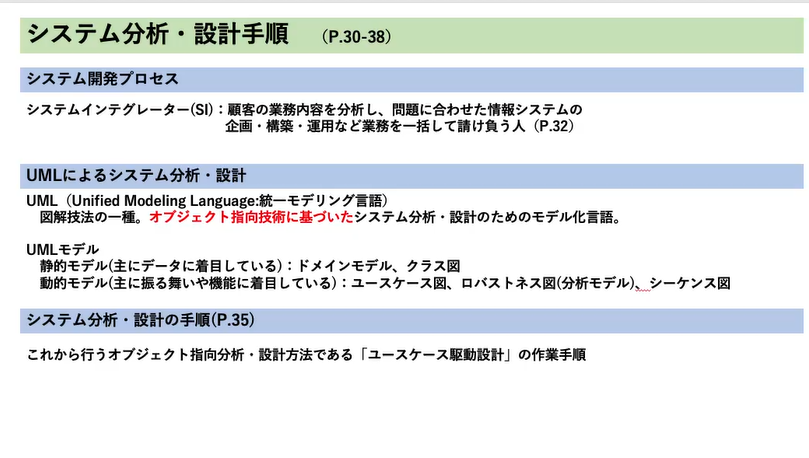 システム分析・設計手順 （P.30-38）
システム開発プロセス
システムインテグレーター(SI)：顧客の業務内容を分析し、問題に合わせた情報システムの
企画・構築・運用など業務を一括して請け負う人（P.32）
UMLによるシステム分析・設計
UML（Unified Modeling Language:統一モデリング言語）
図解技法の一種。オブジェクト指向技術に基づいたシステム分析・設計のためのモデル化言語。
UMLモデル
静的モデル(主にデータに着目している)：ドメインモデル、クラス図
動的モデル(主に振る舞いや機能に着目している)：ユースケース図、ロバストネス図(分析モデル)、シーケンス図
システム分析・設計の手順(P.35)
これから行うオブジェクト指向分析・設計方法である「ユースケース駆動設計」の作業手順